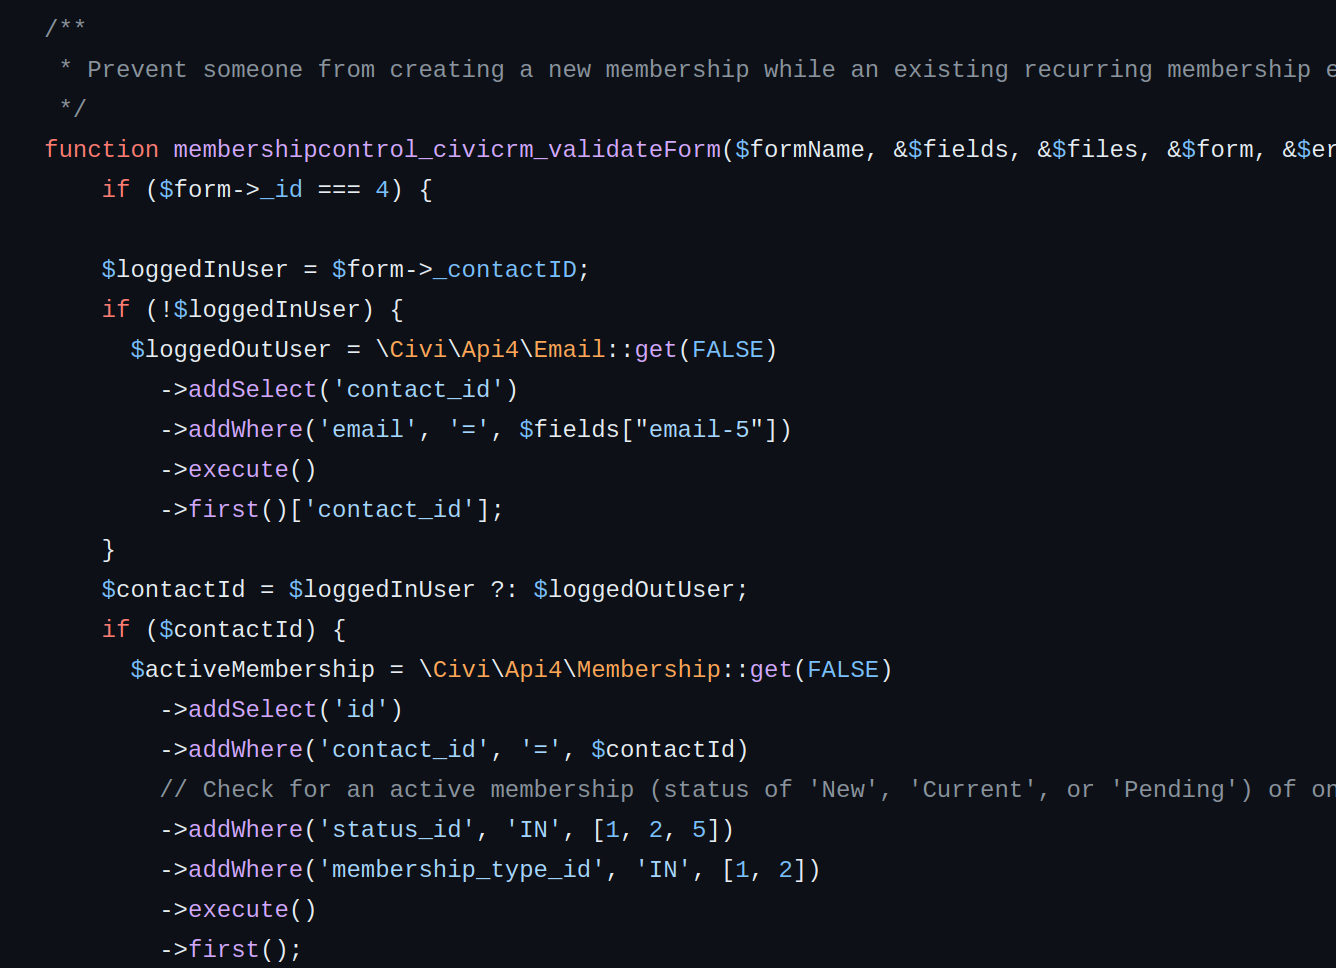 /**
 * Prevent someone from creating a new membership while an existing recurring membership
 */
function membershipcontrol_civicrm_validateForm($formName, &$fields, &$files, &$form, &$er
    if ($form->_id === 4) {

    $loggedInUser = $form->_contactID;
    if (!$loggedInUser) {
      $loggedOutUser = \Civi\Api4\Email::get(FALSE)
        ->addSelect('contact_id')
        ->addWhere('email', '=', $fields["email-5"])
        ->execute()
        ->first()['contact_id'];
    }
    $contactId = $loggedInUser ?: $loggedOutUser;
    if ($contactId) {
      $activeMembership = \Civi\Api4\Membership::get(FALSE)
        ->addSelect('id')
        ->addWhere('contact_id', '=', $contactId)
        // Check for an active membership (status of 'New', 'Current', or 'Pending') of on
        ->addWhere('status_id', 'IN', [1, 2, 5])
        ->addWhere('membership_type_id', 'IN', [1, 2])
        ->execute()
        ->first();